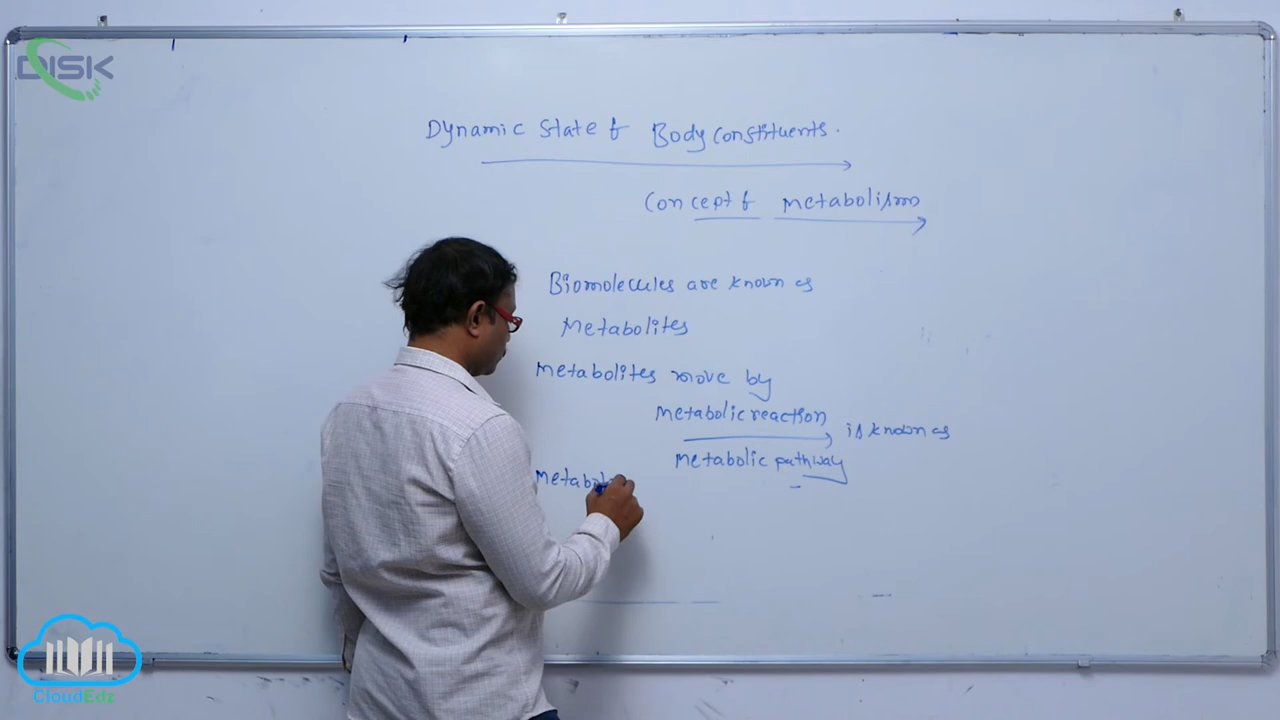 DISK
Dynamic State of Body constituents.
Concept of metabolism
Biomolecules are known as
Metabolites
Metabolites move by
Metabolic reaction is known as
Metabolic pathway
Metabol
CloudEdz